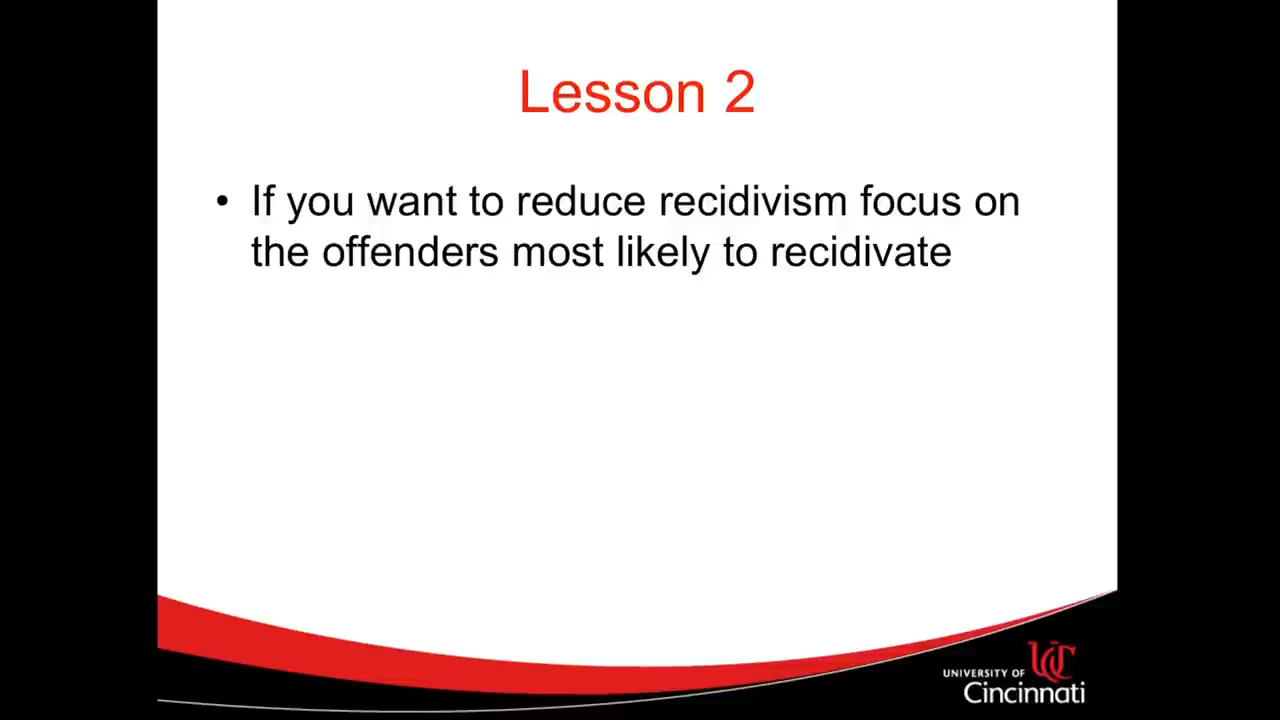 Lesson 2
• If you want to reduce recidivism focus on
the offenders most likely to recidivate
UC
UNIVERSITY OF
Cincinnati